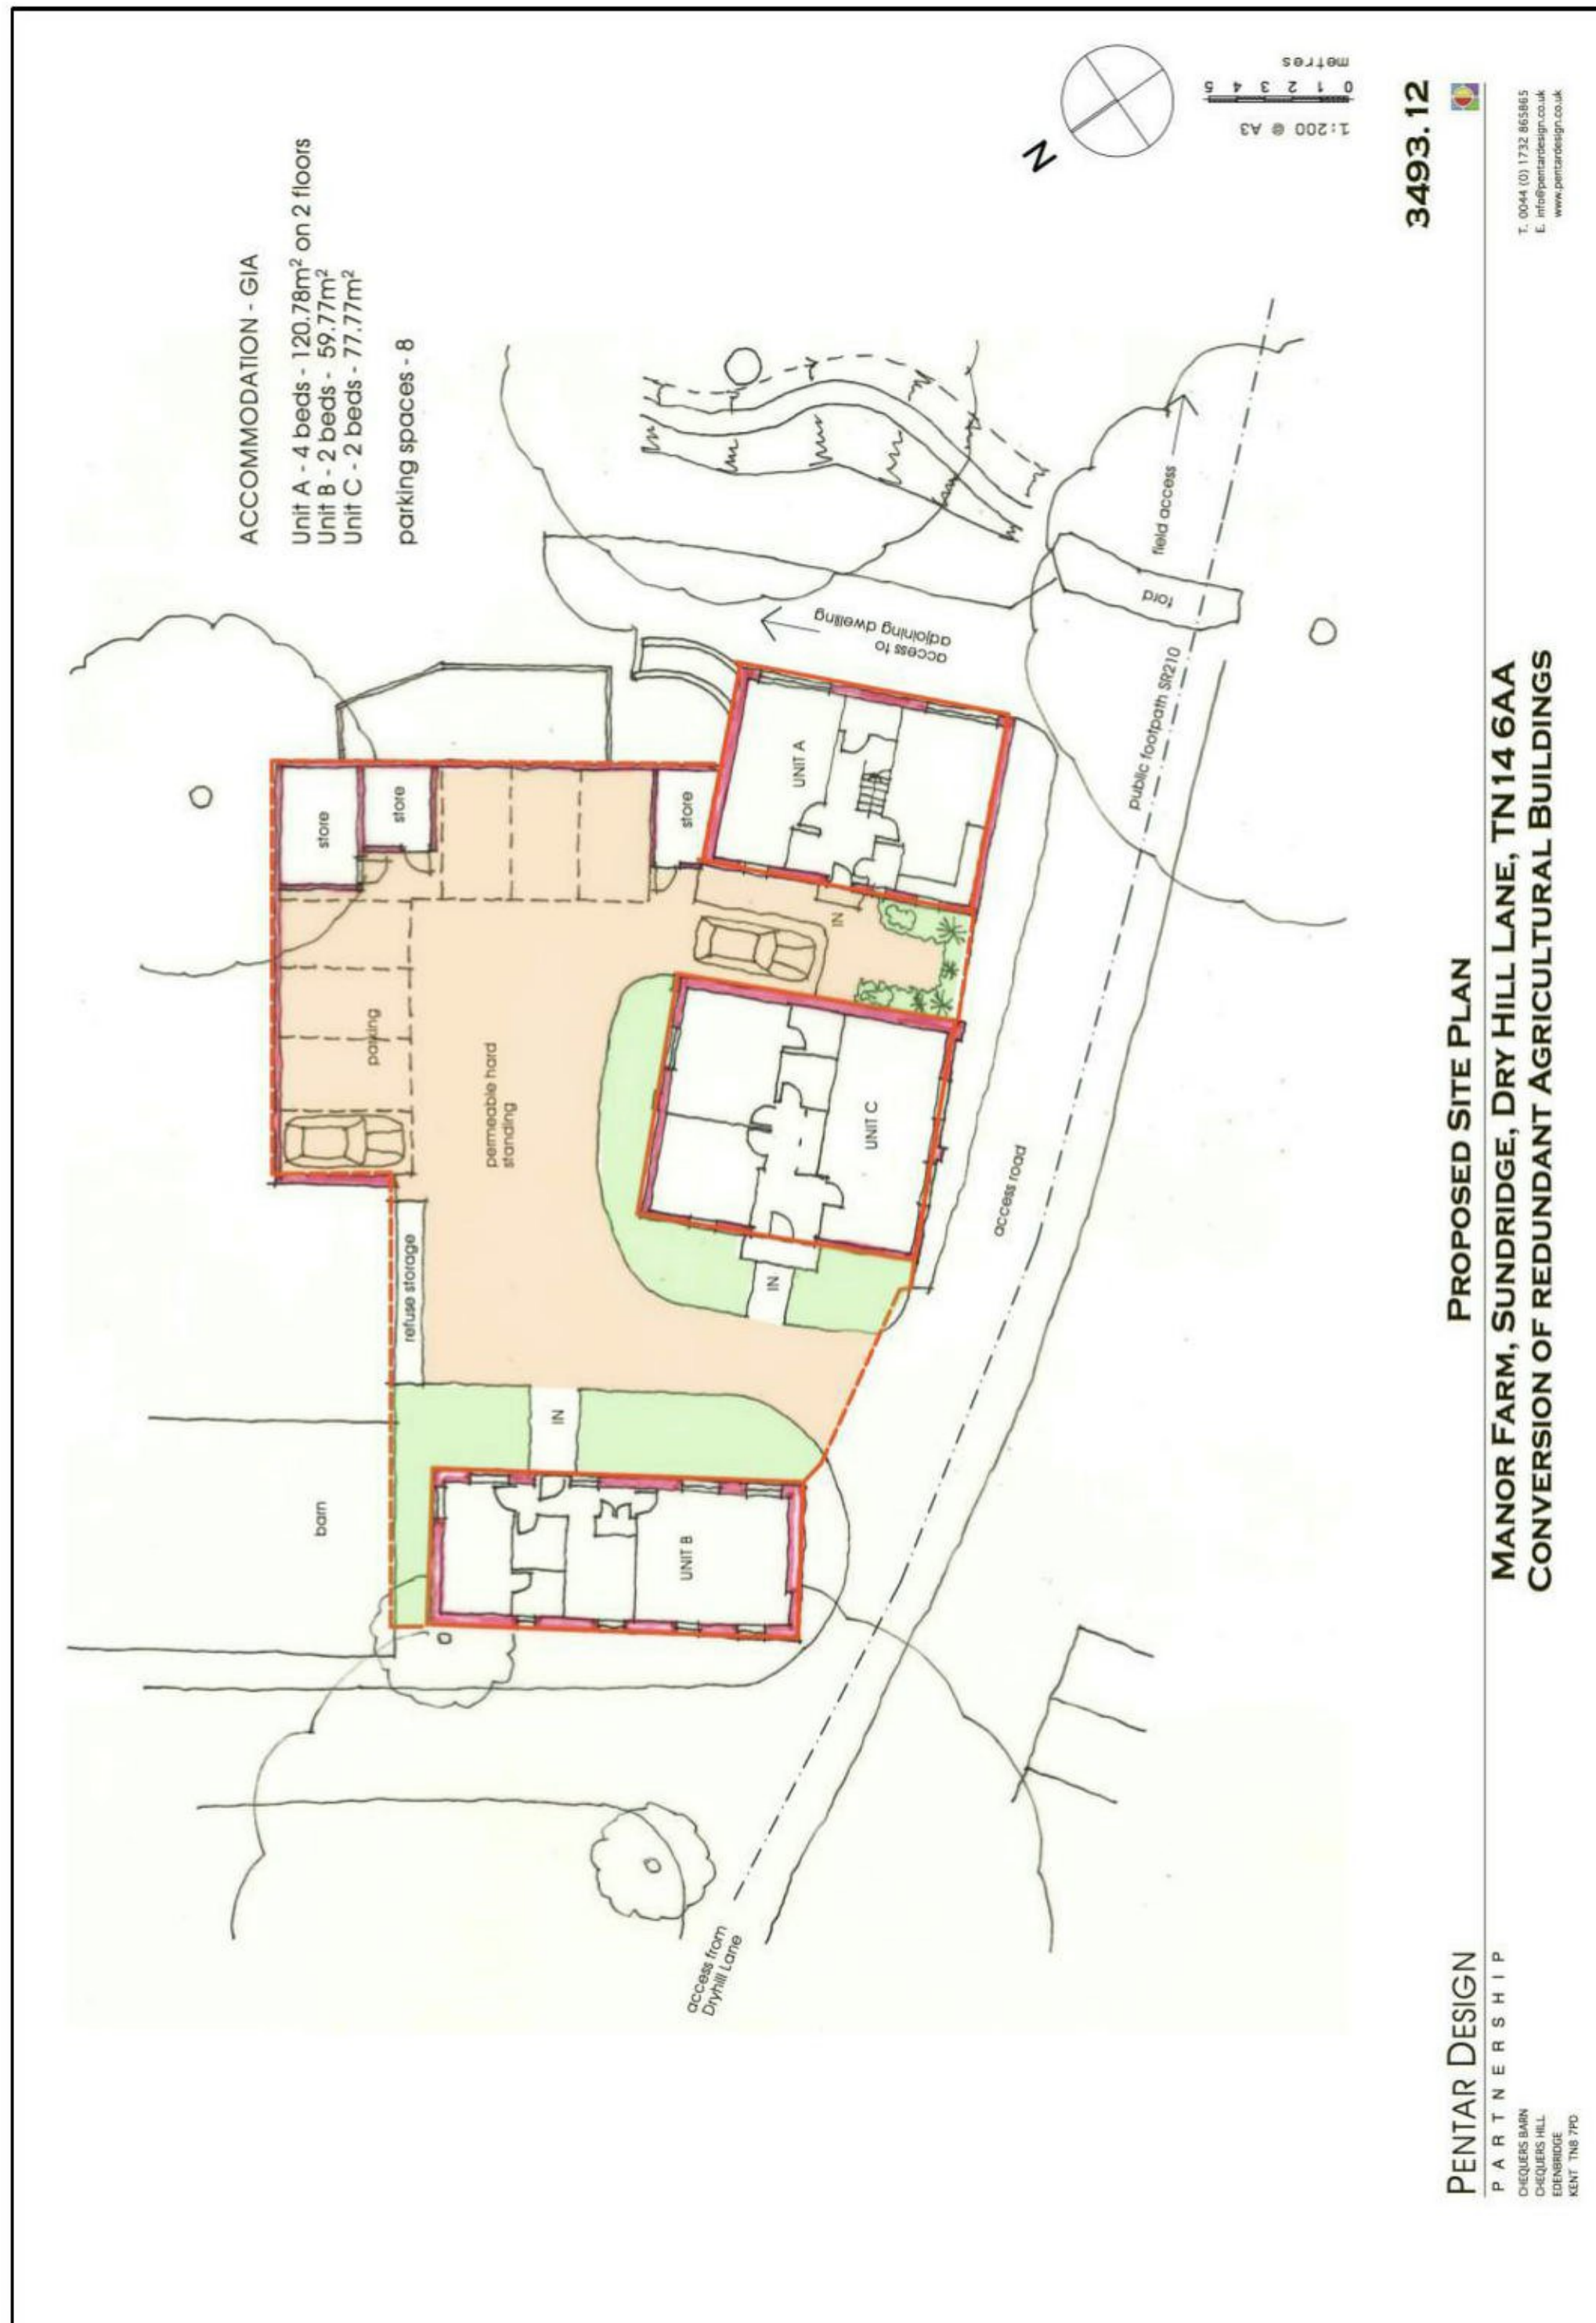 ACCOMMODATION - GIA
Unit A - 4 beds - 120.78m² on 2 floors
Unit B - 2 beds - 59.77m²
Unit C - 2 beds - 77.77m²
parking spaces - 8
N
1:200 @ A3
0 1 2 3 4 5
metres
store
store
store
parking
permeable hard
standing
refuse storage
barn
IN
UNIT B
IN
UNIT C
IN
UNIT A
access to
adjoining dwelling
access road
public footpath SR210
ford
field access
access from
Dryhill Lane
3493.12
PENTAR DESIGN
PARTNERSHIP
CHEQUERS BARN
CHEQUERS HILL
EDENBRIDGE
KENT TN8 7PD
PROPOSED SITE PLAN
MANOR FARM, SUNDRIDGE, DRY HILL LANE, TN14 6AA
CONVERSION OF REDUNDANT AGRICULTURAL BUILDINGS
T. 0044 (0) 1732 865865
E. info@pentardesign.co.uk
www.pentardesign.co.uk